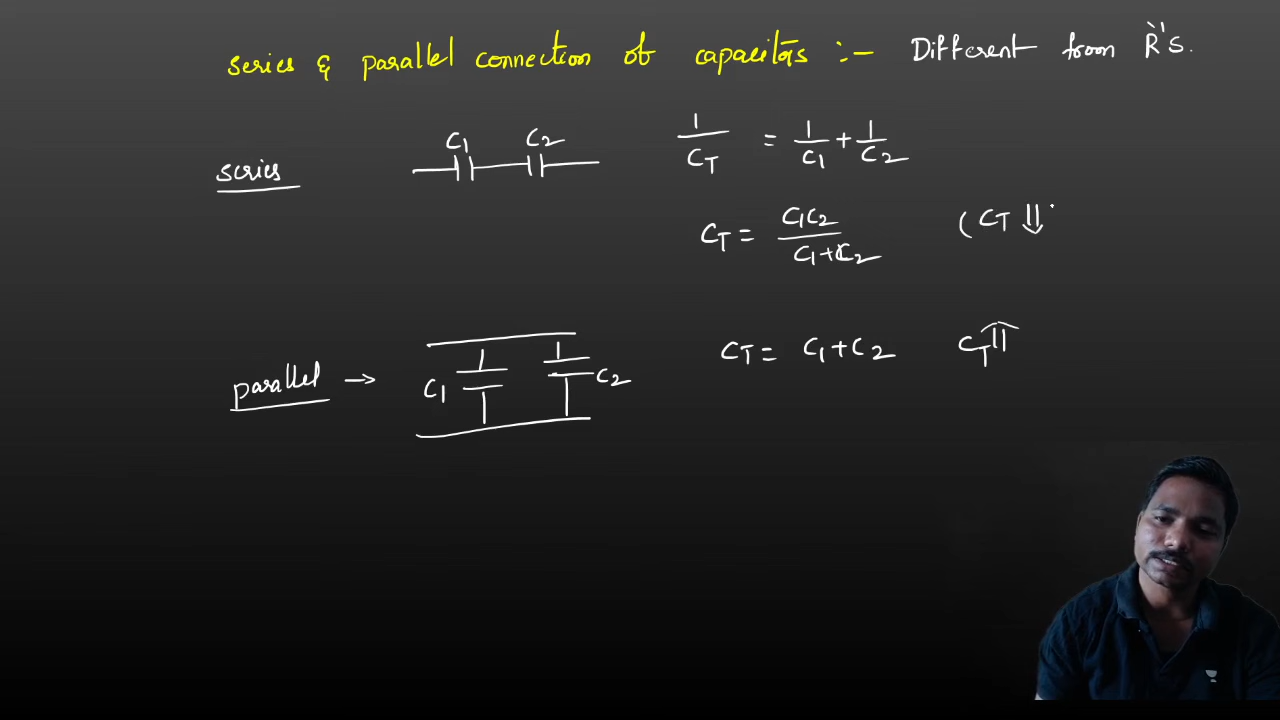 series & parallel connection of capacitors :- Different from R's.
series C1 C2 1/CT = 1/C1 + 1/C2
CT = C1C2/C1+C2 (CT ⇓
parallel → C1 C2 CT = C1+C2 CT ⇑